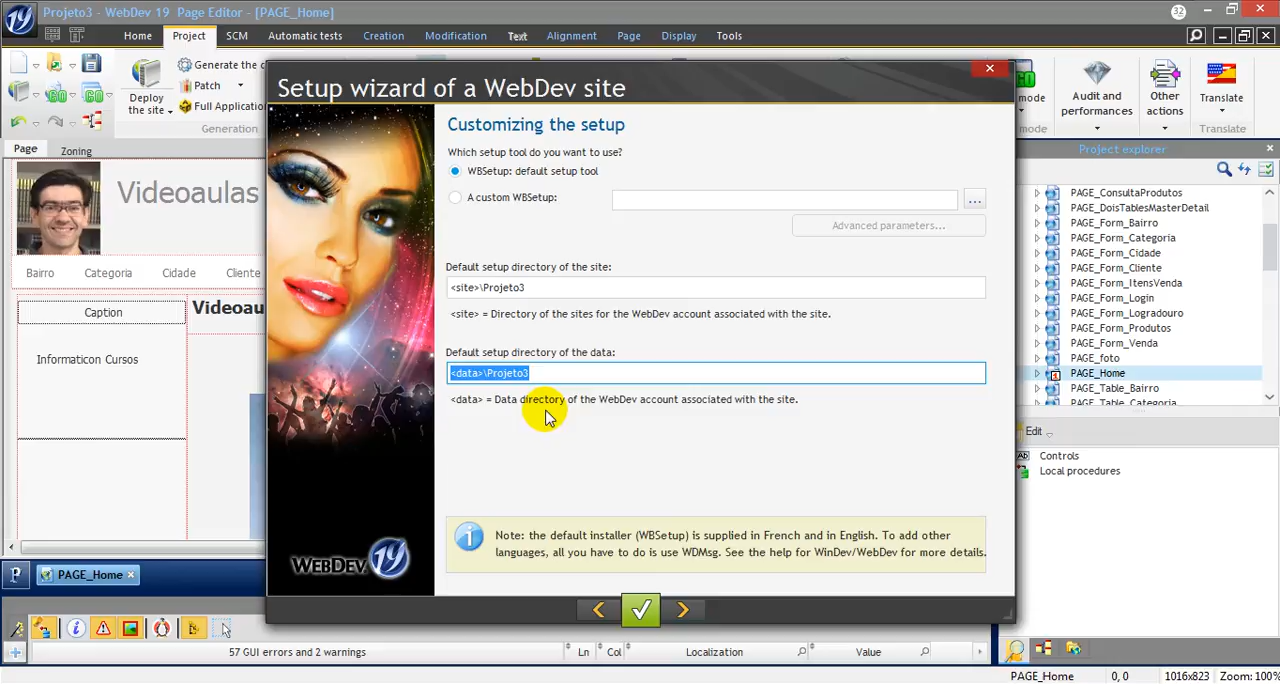 Projeto3 - WebDev 19 Page Editor - [PAGE_Home]
32
Home Project SCM Automatic tests Creation Modification Text Alignment Page Display Tools
Generate the
Patch
Full Applicatio
Deploy
the site
Generation
mode
Audit and
performances
Other
actions
Translate
mode
Translate
Page Zoning
Videoaulas
Bairro Categoria Cidade Cliente
Caption
Videoau
Informaticon Cursos
Setup wizard of a WebDev site
Customizing the setup
Which setup tool do you want to use?
WBSetup: default setup tool
A custom WBSetup:
...
Advanced parameters...
Default setup directory of the site:
<site>\Projeto3
<site> = Directory of the sites for the WebDev account associated with the site.
Default setup directory of the data:
<data>\Projeto3
<data> = Data directory of the WebDev account associated with the site.
Note: the default installer (WBSetup) is supplied in French and in English. To add other
languages, all you have to do is use WDMsg. See the help for WinDev/WebDev for more details.
WEBDEV 19
Project explorer
PAGE_ConsultaProdutos
PAGE_DoisTablesMasterDetail
PAGE_Form_Bairro
PAGE_Form_Categoria
PAGE_Form_Cidade
PAGE_Form_Cliente
PAGE_Form_ItensVenda
PAGE_Form_Login
PAGE_Form_Logradouro
PAGE_Form_Produtos
PAGE_Form_Venda
PAGE_foto
PAGE_Home
PAGE_Table_Bairro
PAGE_Table_Categoria
Edit
Controls
Local procedures
PAGE_Home
57 GUI errors and 2 warnings
Ln Col Localization Value
PAGE_Home 0, 0 1016x823 Zoom: 100%